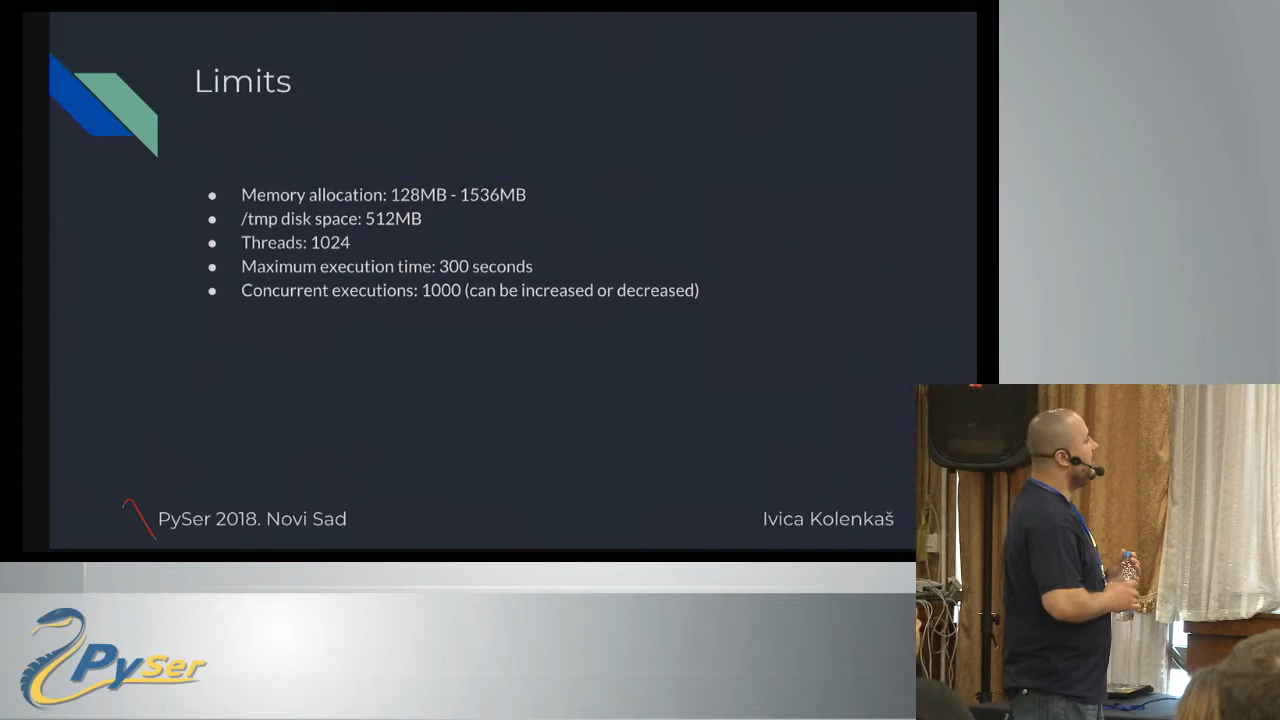 Limits
● Memory allocation: 128MB - 1536MB
● /tmp disk space: 512MB
● Threads: 1024
● Maximum execution time: 300 seconds
● Concurrent executions: 1000 (can be increased or decreased)
PySer 2018. Novi Sad
Ivica Kolenkaš
PySer